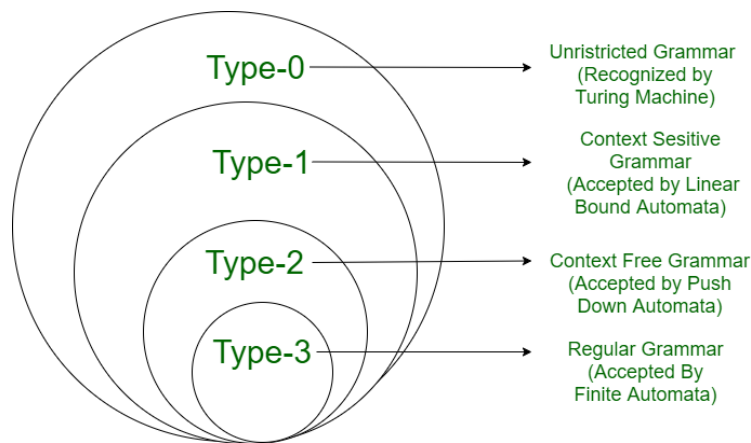 Type-0
Unristricted Grammar
(Recognized by
Turing Machine)
Type-1
Context Sesitive
Grammar
(Accepted by Linear
Bound Automata)
Type-2
Context Free Grammar
(Accepted by Push
Down Automata)
Type-3
Regular Grammar
(Accepted By
Finite Automata)